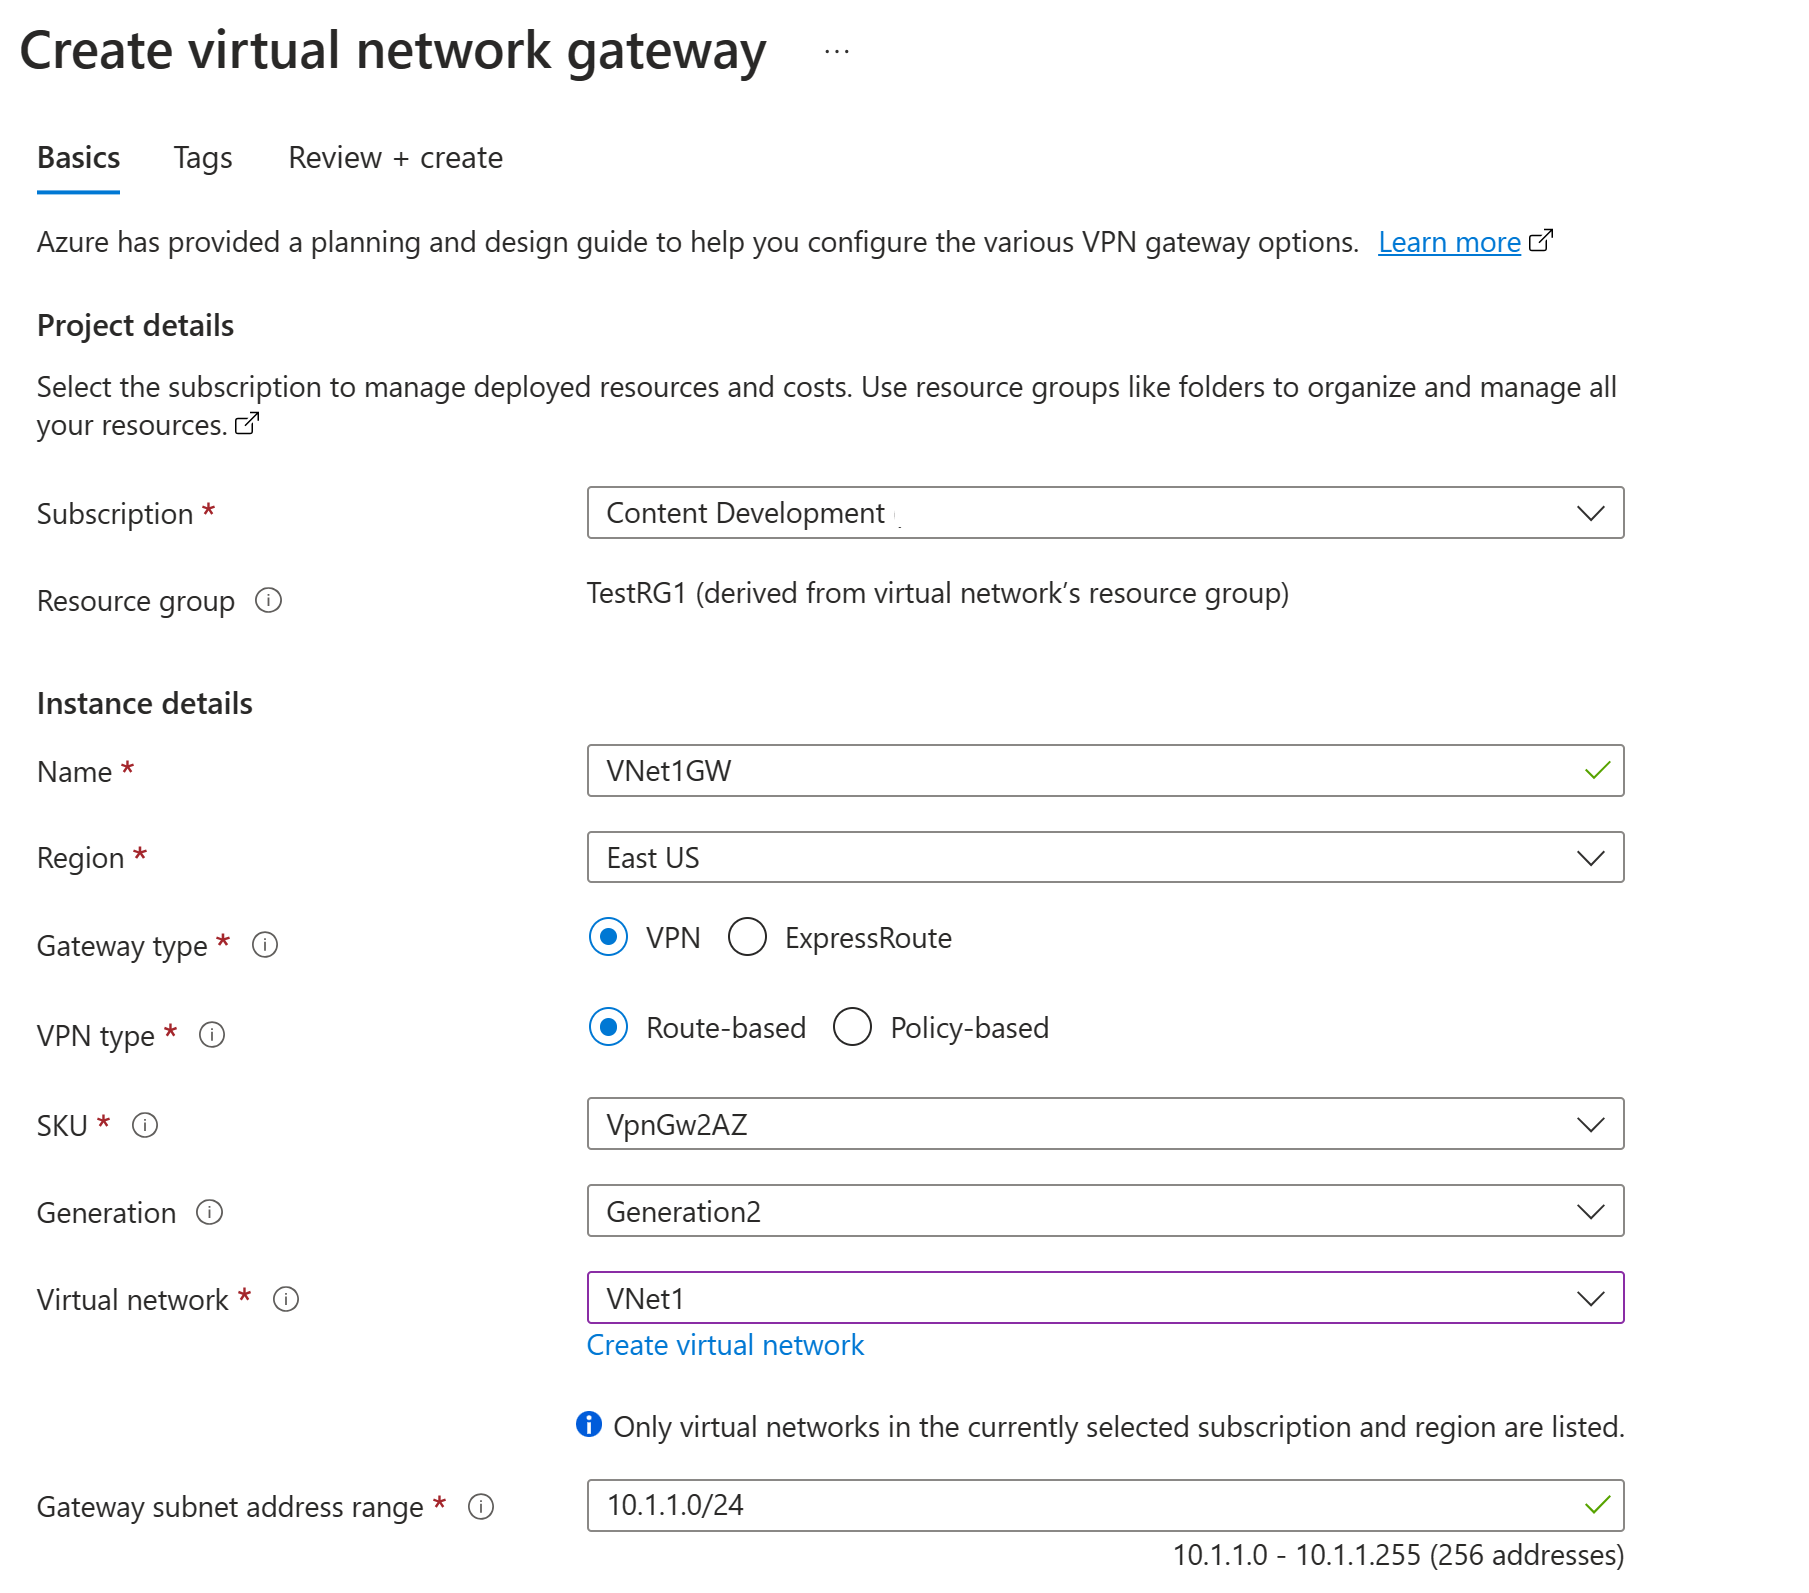 Create virtual network gateway ...
Basics Tags Review + create
Azure has provided a planning and design guide to help you configure the various VPN gateway options. Learn more
Project details
Select the subscription to manage deployed resources and costs. Use resource groups like folders to organize and manage all
your resources.
Subscription * Content Development
Resource group TestRG1 (derived from virtual network’s resource group)
Instance details
Name * VNet1GW
Region * East US
Gateway type * VPN ExpressRoute
VPN type * Route-based Policy-based
SKU * VpnGw2AZ
Generation Generation2
Virtual network * VNet1
Create virtual network
Only virtual networks in the currently selected subscription and region are listed.
Gateway subnet address range * 10.1.1.0/24
10.1.1.0 - 10.1.1.255 (256 addresses)